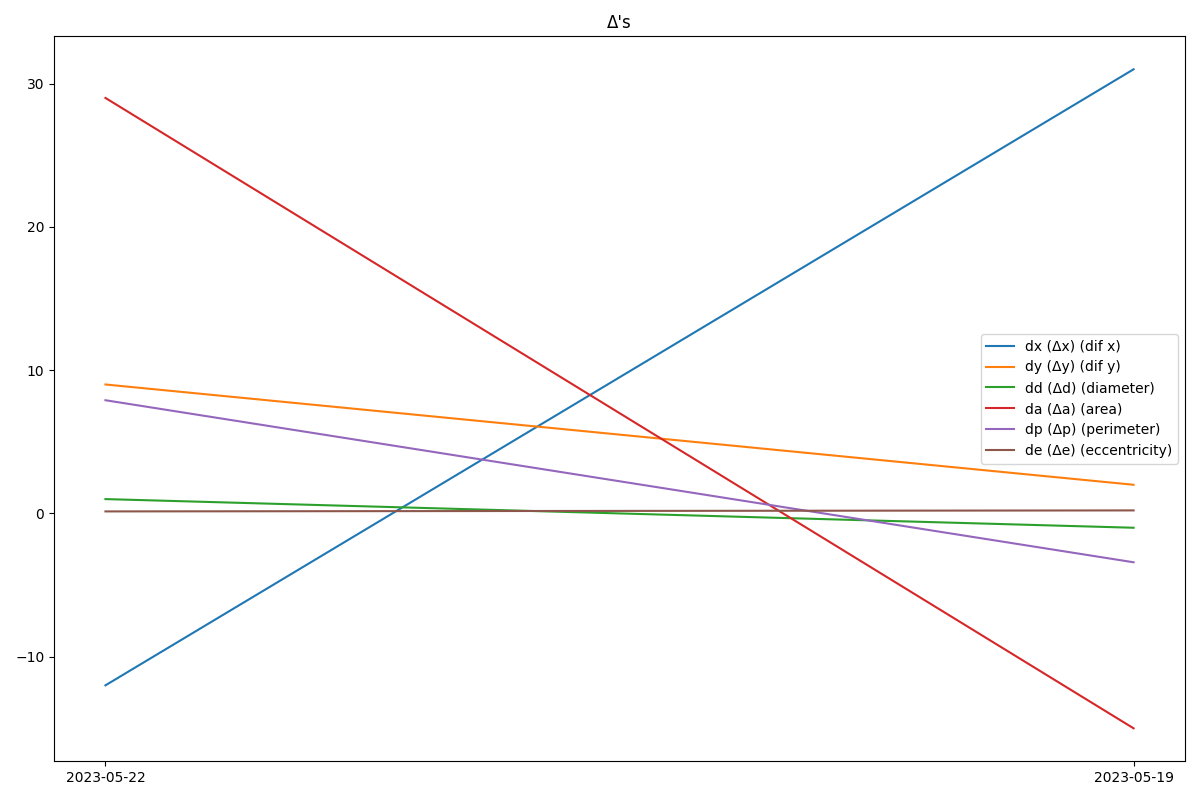 Δ's
30
20
10
0
−10
dx (Δx) (dif x)
dy (Δy) (dif y)
dd (Δd) (diameter)
da (Δa) (area)
dp (Δp) (perimeter)
de (Δe) (eccentricity)
2023-05-22
2023-05-19